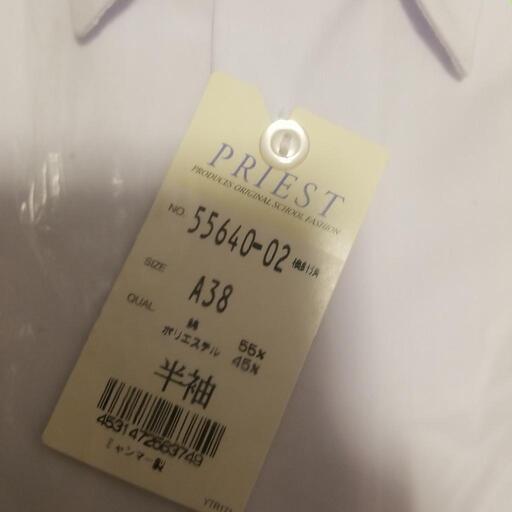 PRIEST
PRODUCES ORIGINAL SCHOOL FASHION
NO. 55640-02
SIZE A38
QUAL 綿 55%
ポリエステル 45%
半袖
4531472563749
ミャンマー製